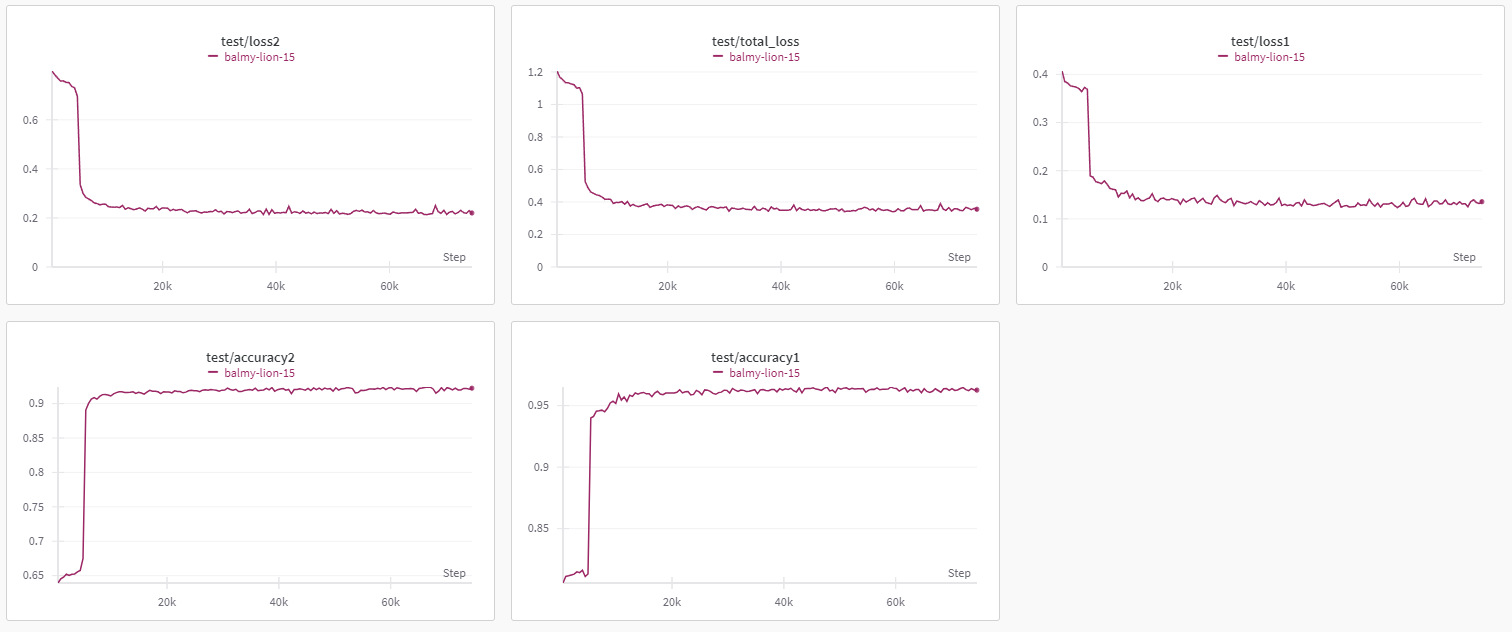 test/loss2
balmy-lion-15
0.6
0.4
0.2
0
Step
20k
40k
60k
test/total_loss
balmy-lion-15
1.2
1
0.8
0.6
0.4
0.2
0
Step
20k
40k
60k
test/loss1
balmy-lion-15
0.4
0.3
0.2
0.1
0
Step
20k
40k
60k
test/accuracy2
balmy-lion-15
0.9
0.85
0.8
0.75
0.7
0.65
Step
20k
40k
60k
test/accuracy1
balmy-lion-15
0.95
0.9
0.85
Step
20k
40k
60k